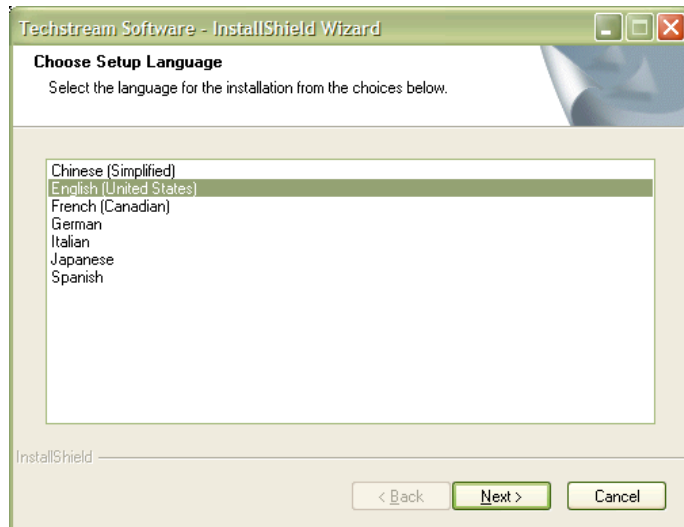 Techstream Software - InstallShield Wizard
Choose Setup Language
Select the language for the installation from the choices below.
Chinese (Simplified)
English (United States)
French (Canadian)
German
Italian
Japanese
Spanish
InstallShield
< Back Next > Cancel